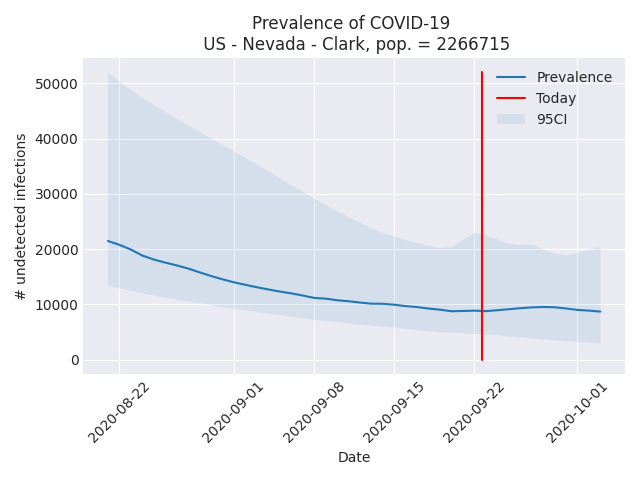 Prevalence of COVID-19
US - Nevada - Clark, pop. = 2266715
Prevalence
Today
95CI
50000
40000
30000
20000
10000
0
# undetected infections
2020-08-22
2020-09-01
2020-09-08
2020-09-15
2020-09-22
2020-10-01
Date